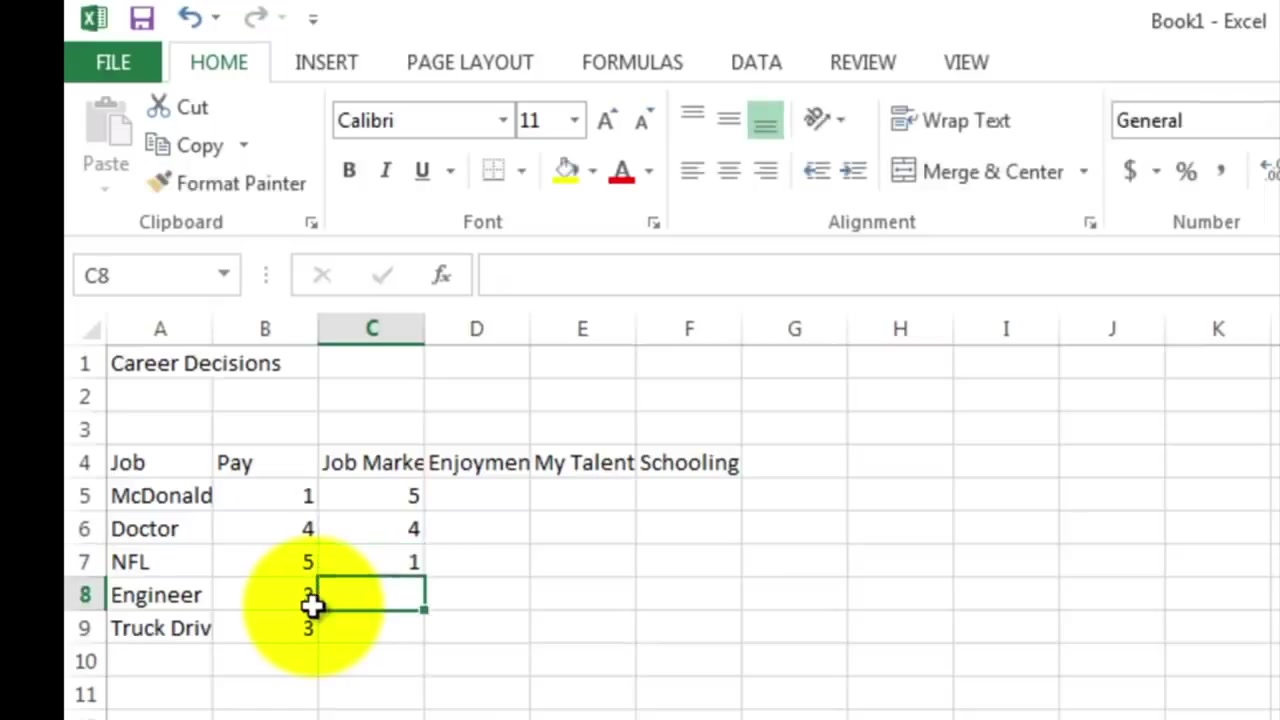 Book1 - Excel
FILE HOME INSERT PAGE LAYOUT FORMULAS DATA REVIEW VIEW
Paste
Cut
Copy
Format Painter
Clipboard
Calibri 11 A A
B I U A
Font
Wrap Text
Merge & Center
Alignment
General
$ % ,
Number
C8 fx
A B C D E F G H I J K
1 Career Decisions
2
3
4 Job Pay Job Marke Enjoymen My Talent Schooling
5 McDonald 1 5
6 Doctor 4 4
7 NFL 5 1
8 Engineer
9 Truck Driv 3
10
11